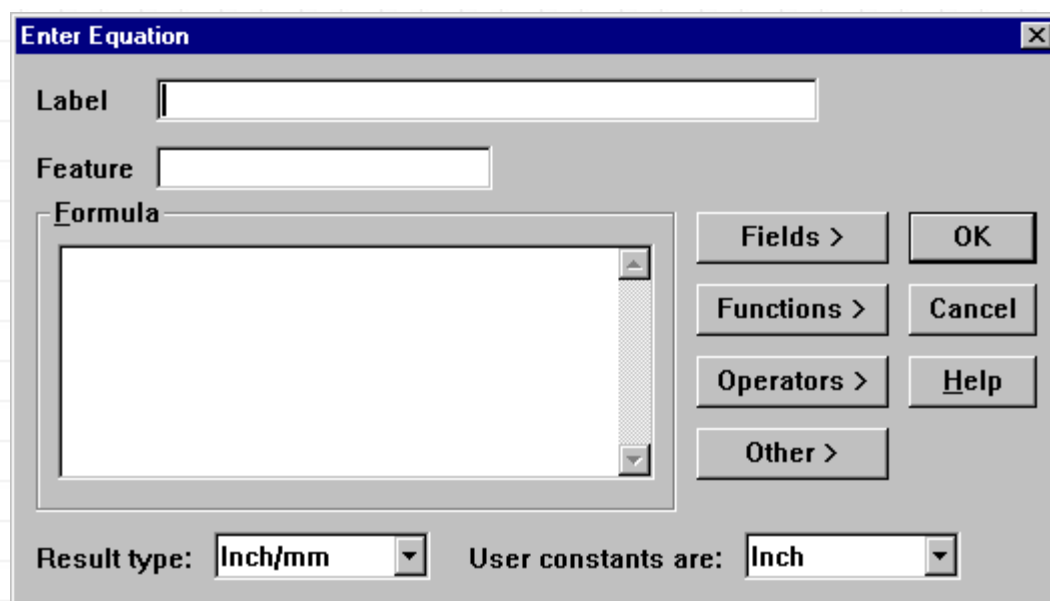 Enter Equation
Label
Feature
Formula
Fields >
OK
Functions >
Cancel
Operators >
Help
Other >
Result type: Inch/mm User constants are: Inch